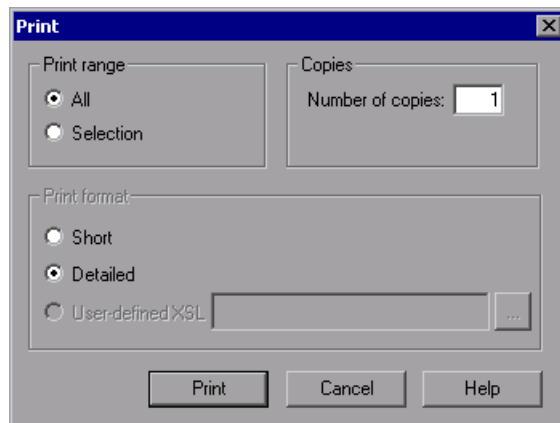 Print
Print range
All
Selection
Copies
Number of copies: 1
Print format
Short
Detailed
User-defined XSL
...
Print
Cancel
Help